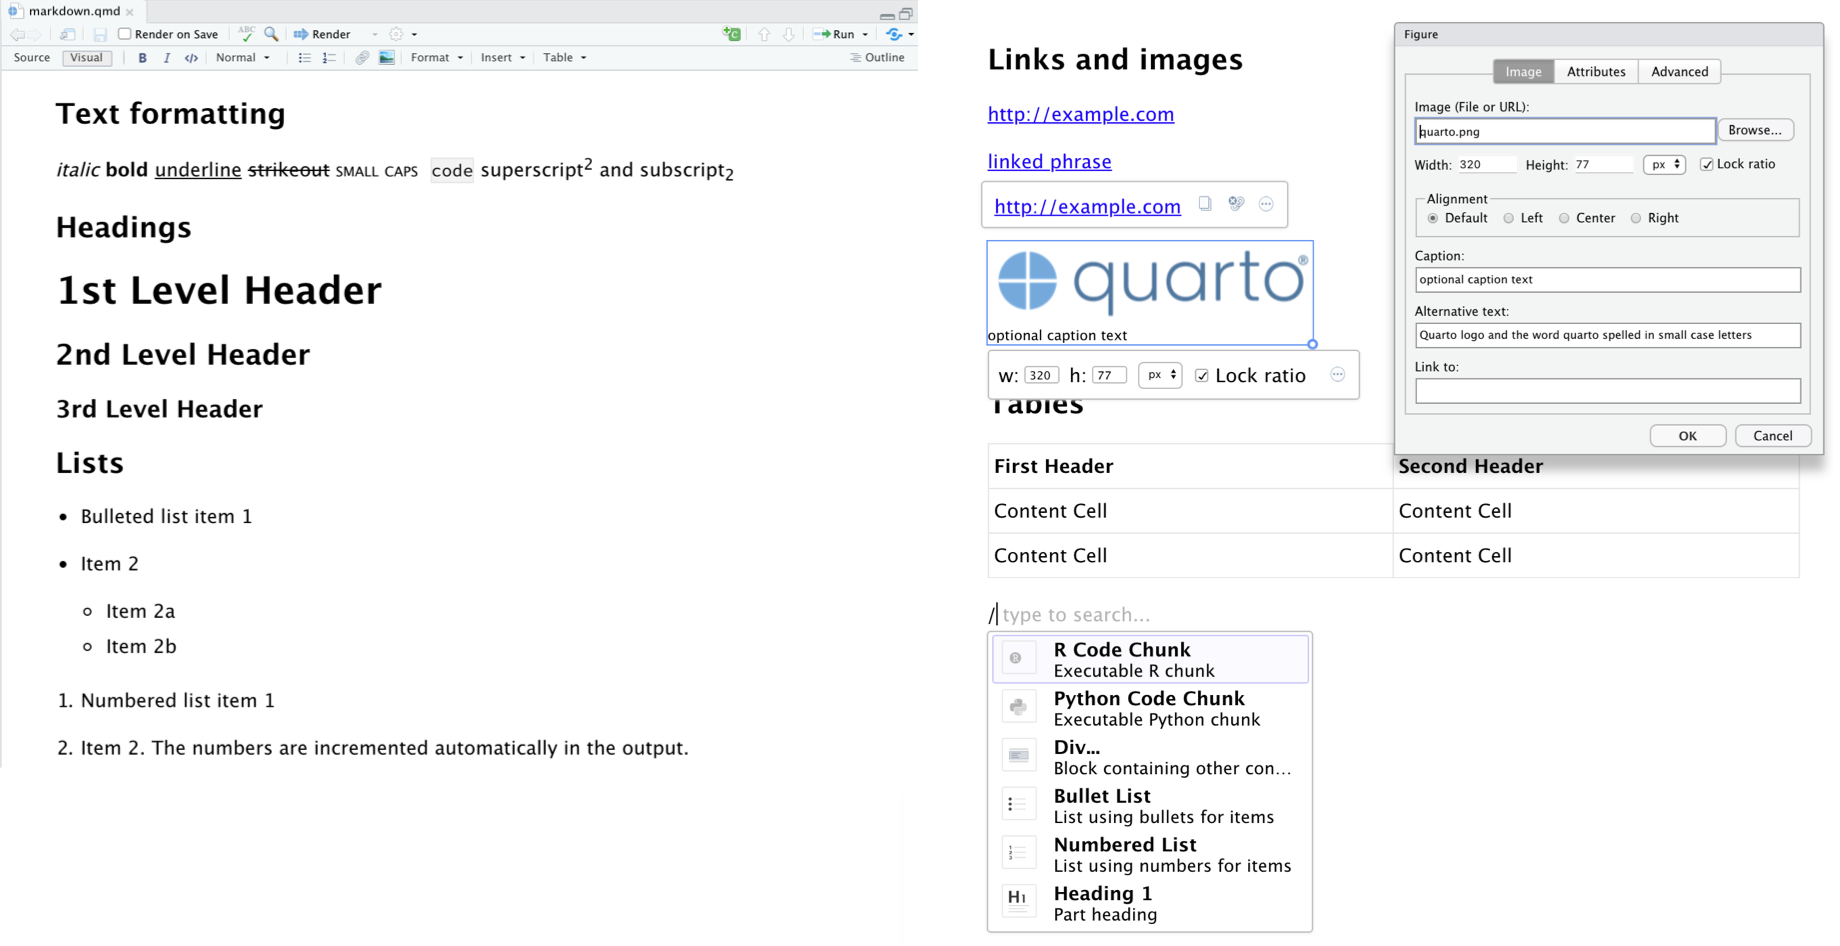 markdown.qmd
Render on Save ABC Render Run
Source Visual B I </> Normal Format Insert Table Outline
Text formatting
italic bold underline strikeout SMALL CAPS code superscript2 and subscript2
Headings
1st Level Header
2nd Level Header
3rd Level Header
Lists
• Bulleted list item 1
• Item 2
Item 2a
Item 2b
1. Numbered list item 1
2. Item 2. The numbers are incremented automatically in the output.
Links and images
http://example.com
linked phrase
http://example.com
quarto®
optional caption text
w: 320 h: 77 px Lock ratio
Tables
First Header Second Header
Content Cell Content Cell
Content Cell Content Cell
/ type to search...
R Code Chunk
Executable R chunk
Python Code Chunk
Executable Python chunk
Div...
Block containing other con...
Bullet List
List using bullets for items
Numbered List
List using numbers for items
H1 Heading 1
Part heading
Figure
Image Attributes Advanced
Image (File or URL):
quarto.png Browse...
Width: 320 Height: 77 px Lock ratio
Alignment
Default Left Center Right
Caption:
optional caption text
Alternative text:
Quarto logo and the word quarto spelled in small case letters
Link to:
OK Cancel